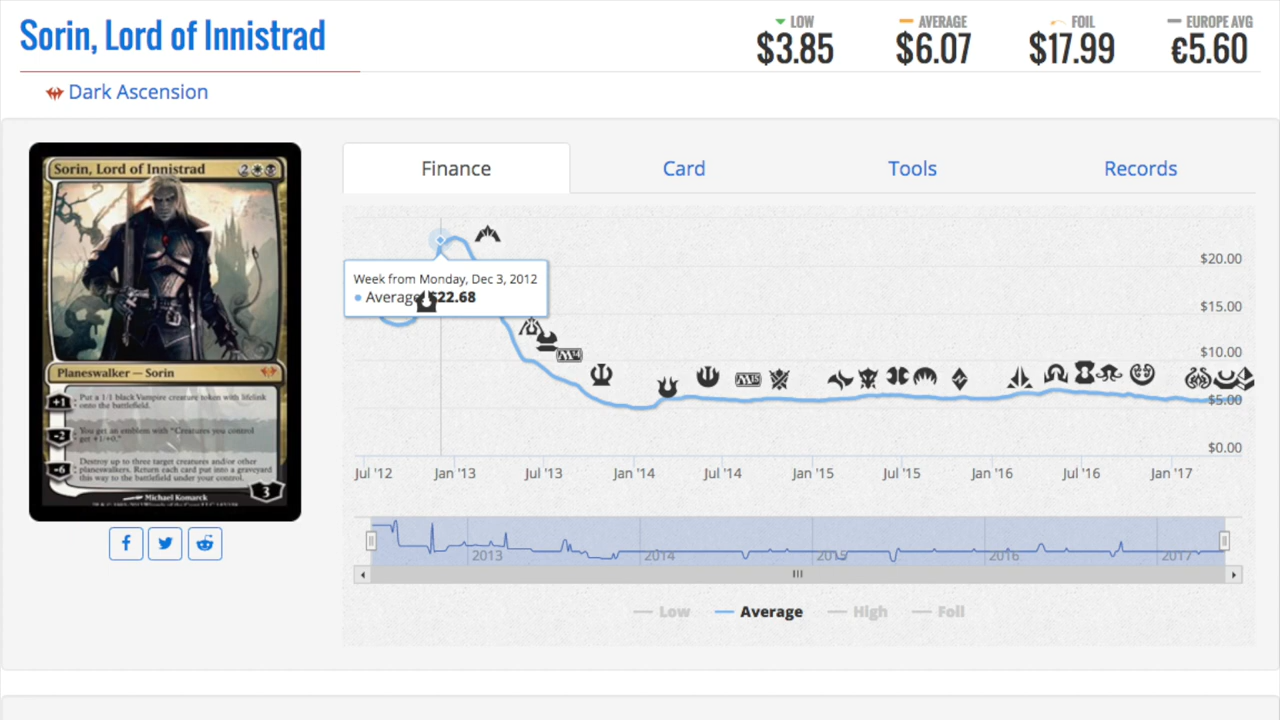 Sorin, Lord of Innistrad
LOW
$3.85
AVERAGE
$6.07
FOIL
$17.99
EUROPE AVG
€5.60
Dark Ascension
Sorin, Lord of Innistrad 2
Planeswalker — Sorin
+1: Put a 1/1 black Vampire creature token with lifelink
onto the battlefield.
-2: You get an emblem with "Creatures you control
get +1/+0."
-6: Destroy up to three target creatures and/or other
planeswalkers. Return each card put into a graveyard
this way to the battlefield under your control.
Michael Komarck
3
Finance
Card
Tools
Records
Week from Monday, Dec 3, 2012
Average $22.68
M14
M15
$20.00
$15.00
$10.00
$5.00
$0.00
Jul '12
Jan '13
Jul '13
Jan '14
Jul '14
Jan '15
Jul '15
Jan '16
Jul '16
Jan '17
2013
2014
2015
2016
2017
Low
Average
High
Foil